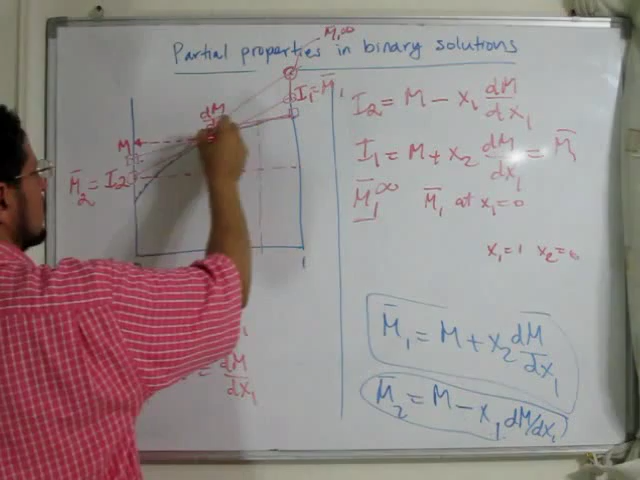 M̄₁∞
Partial properties in binary solutions
I₁=M̄₁
dM
M
M̄₂ = I₂
1
dM
dx₁
I₂ = M − x₁ dM/dx₁
I₁ = M + x₂ dM/dx₁ = M̄₁
M̄₁∞ M̄₁ at x₁=0
x₁=1 x₂=0
M̄₁ = M + x₂ dM/dx₁
M̄₂ = M − x₁ dM/dx₁